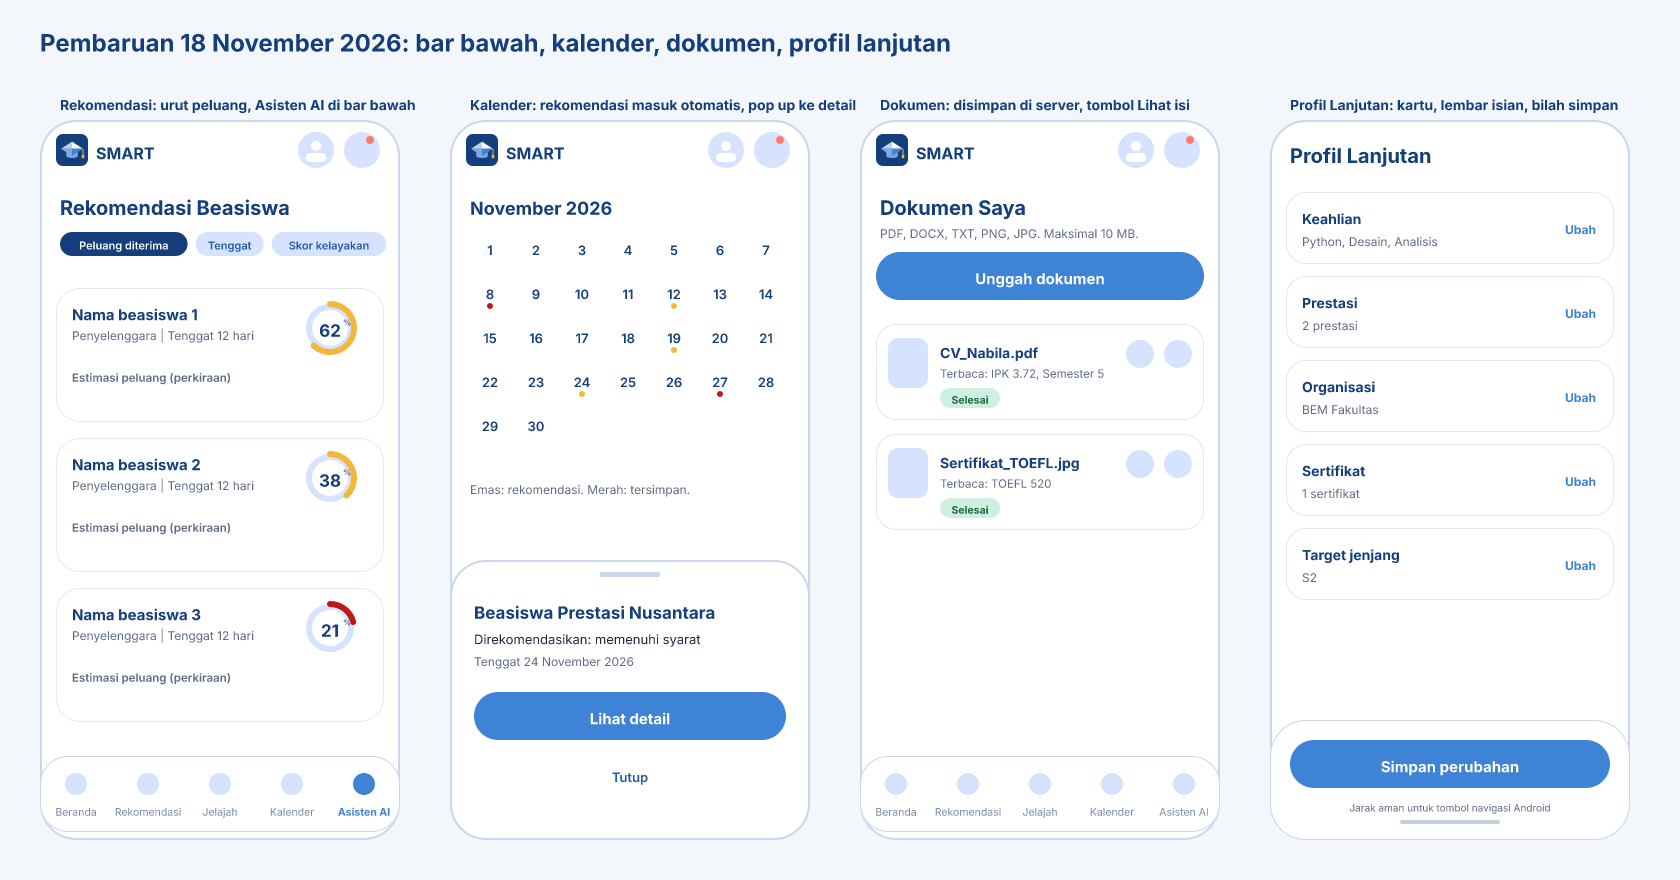 Pembaruan 18 November 2026: bar bawah, kalender, dokumen, profil lanjutan
Rekomendasi: urut peluang, Asisten AI di bar bawah
SMART
Rekomendasi Beasiswa
Peluang diterima
Tenggat
Skor kelayakan
Nama beasiswa 1
Penyelenggara | Tenggat 12 hari
62 %
Estimasi peluang (perkiraan)
Nama beasiswa 2
Penyelenggara | Tenggat 12 hari
38 %
Estimasi peluang (perkiraan)
Nama beasiswa 3
Penyelenggara | Tenggat 12 hari
21 %
Estimasi peluang (perkiraan)
Beranda Rekomendasi Jelajah Kalender Asisten AI
Kalender: rekomendasi masuk otomatis, pop up ke detail
SMART
November 2026
1 2 3 4 5 6 7
8 9 10 11 12 13 14
15 16 17 18 19 20 21
22 23 24 25 26 27 28
29 30
Emas: rekomendasi. Merah: tersimpan.
Beasiswa Prestasi Nusantara
Direkomendasikan: memenuhi syarat
Tenggat 24 November 2026
Lihat detail
Tutup
Dokumen: disimpan di server, tombol Lihat isi
SMART
Dokumen Saya
PDF, DOCX, TXT, PNG, JPG. Maksimal 10 MB.
Unggah dokumen
CV_Nabila.pdf
Terbaca: IPK 3.72, Semester 5
Selesai
Sertifikat_TOEFL.jpg
Terbaca: TOEFL 520
Selesai
Beranda Rekomendasi Jelajah Kalender Asisten AI
Profil Lanjutan: kartu, lembar isian, bilah simpan
Profil Lanjutan
Keahlian
Python, Desain, Analisis
Ubah
Prestasi
2 prestasi
Ubah
Organisasi
BEM Fakultas
Ubah
Sertifikat
1 sertifikat
Ubah
Target jenjang
S2
Ubah
Simpan perubahan
Jarak aman untuk tombol navigasi Android